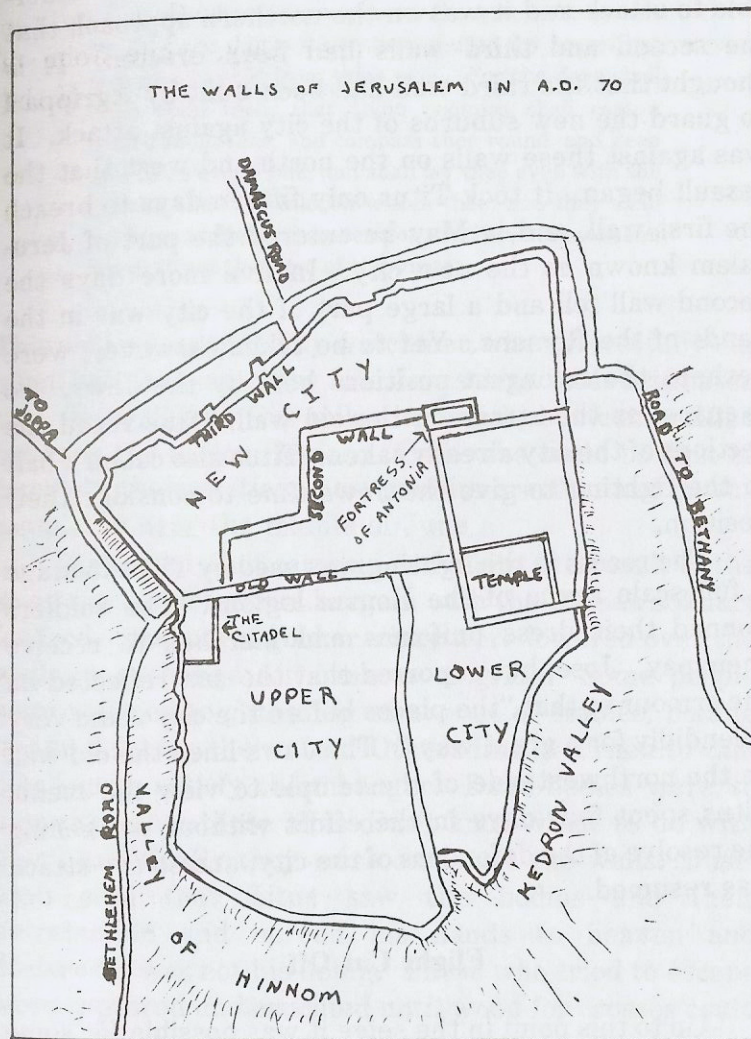 THE WALLS OF JERUSALEM IN A.D. 70
DAMASCUS ROAD
TO JOPPA
THIRD WALL
NEW CITY
SECOND WALL
FORTRESS
OF ANTONIA
ROAD TO BETHANY
OLD WALL
TEMPLE
THE
CITADEL
UPPER
CITY
LOWER
CITY
KEDRON VALLEY
BETHLEHEM ROAD
VALLEY
OF HINNOM